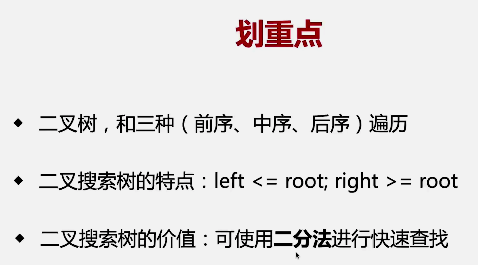 划重点
◆ 二叉树，和三种（前序、中序、后序）遍历
◆ 二叉搜索树的特点：left <= root; right >= root
◆ 二叉搜索树的价值：可使用二分法进行快速查找